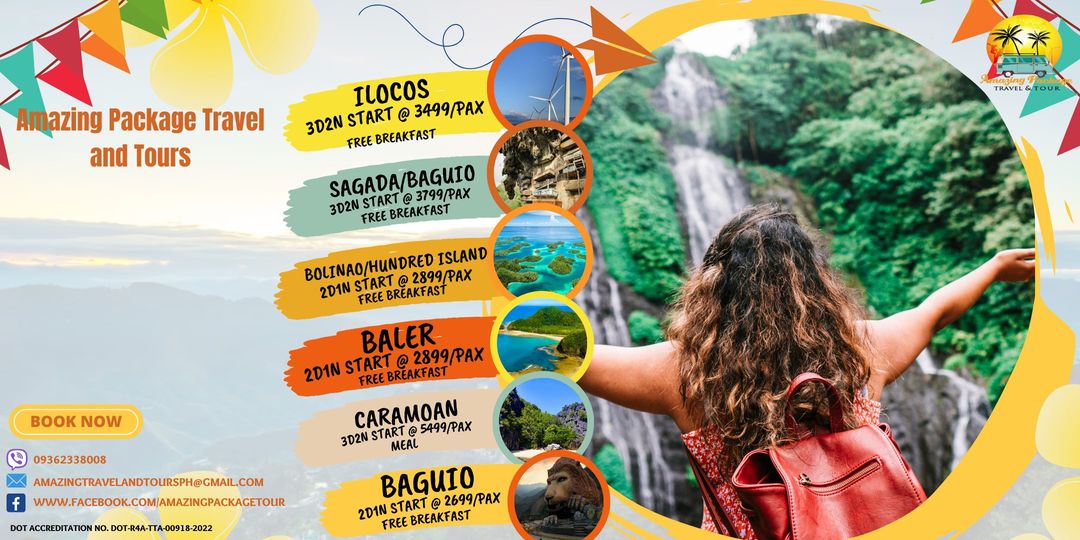 Amazing Package Travel
and Tours
ILOCOS
3D2N START @ 3499/PAX
FREE BREAKFAST
SAGADA/BAGUIO
3D2N START @ 3799/PAX
FREE BREAKFAST
BOLINAO/HUNDRED ISLAND
2D1N START @ 2899/PAX
FREE BREAKFAST
BALER
2D1N START @ 2899/PAX
FREE BREAKFAST
CARAMOAN
3D2N START @ 5499/PAX
MEAL
BAGUIO
2D1N START @ 2699/PAX
FREE BREAKFAST
Amazing Package
TRAVEL & TOUR
BOOK NOW
09362338008
AMAZINGTRAVELANDTOURSPH@GMAIL.COM
WWW.FACEBOOK.COM/AMAZINGPACKAGETOUR
DOT ACCREDITATION NO. DOT-R4A-TTA-00918-2022